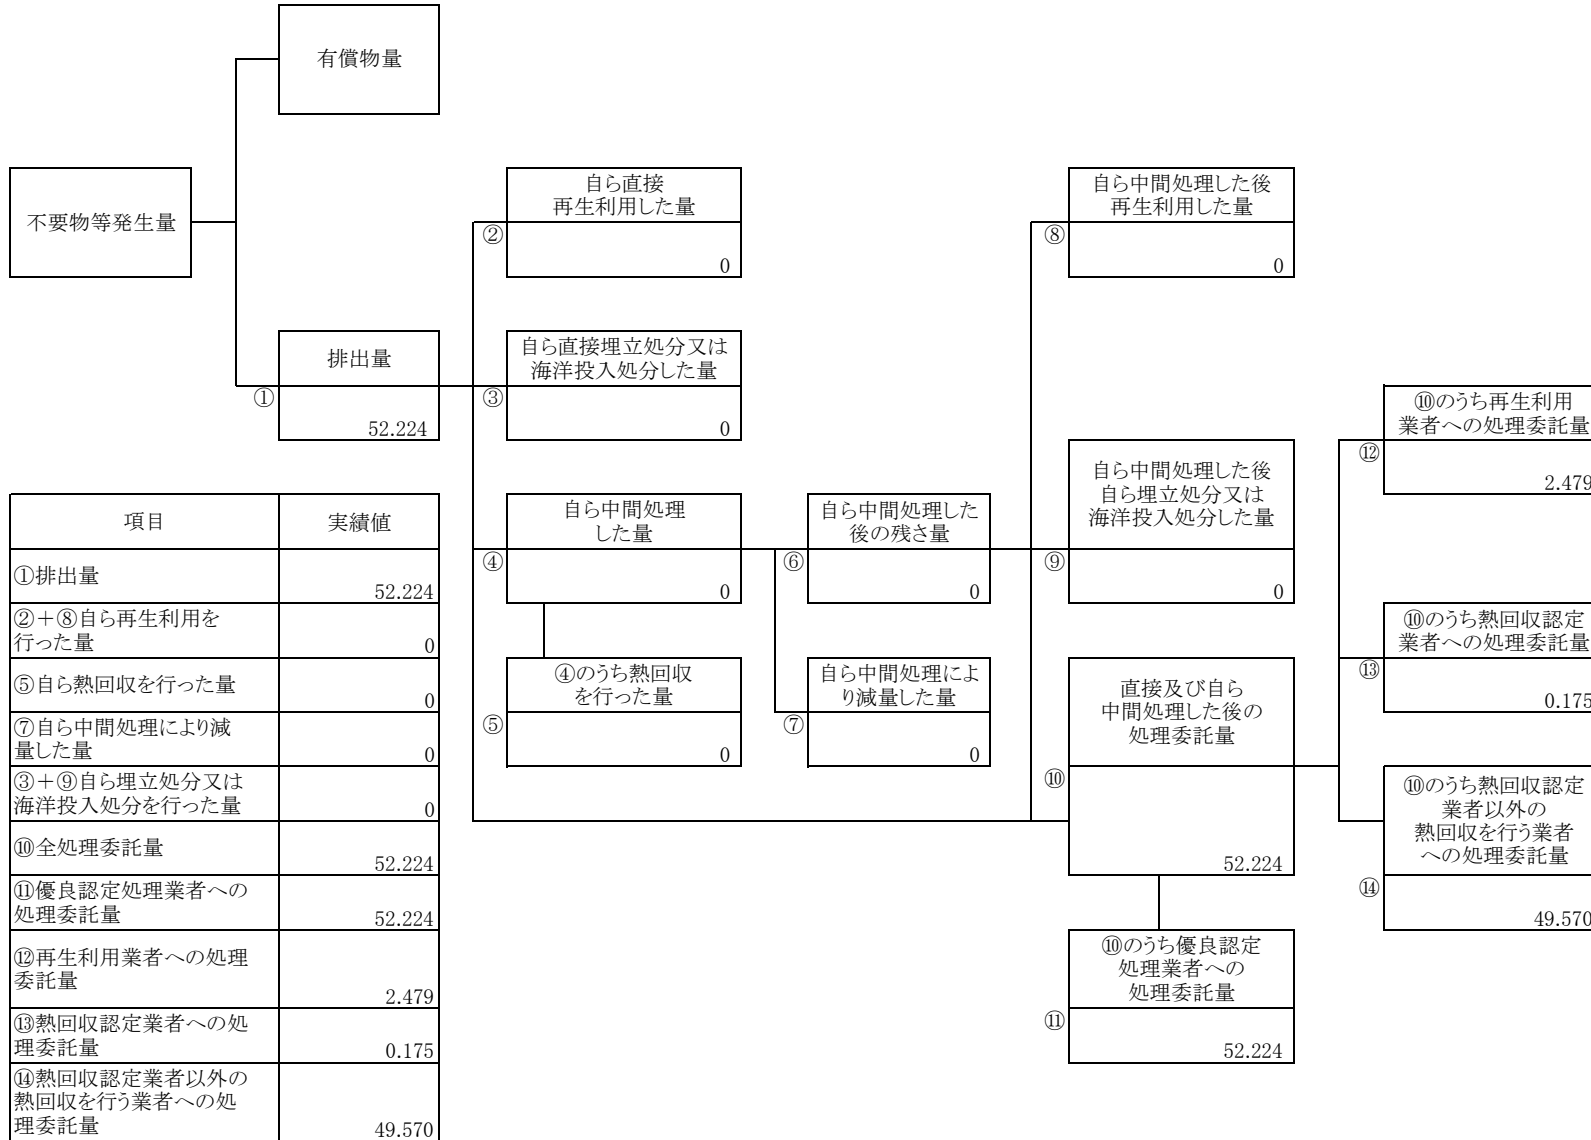 有償物量
不要物等発生量
自ら直接
再生利用した量
②
0
自ら中間処理した後
再生利用した量
⑧
0
排出量
①
52.224
自ら直接埋立処分又は
海洋投入処分した量
③
0
⑩のうち再生利用
業者への処理委託量
⑫
2.479
自ら中間処理
した量
④
0
自ら中間処理した
後の残さ量
⑥
0
自ら中間処理した後
自ら埋立処分又は
海洋投入処分した量
⑨
0
⑩のうち熱回収認定
業者への処理委託量
⑬
0.175
④のうち熱回収
を行った量
⑤
0
自ら中間処理によ
り減量した量
⑦
0
直接及び自ら
中間処理した後の
処理委託量
⑩
52.224
⑩のうち熱回収認定
業者以外の
熱回収を行う業者
への処理委託量
⑭
49.570
⑩のうち優良認定
処理業者への
処理委託量
⑪
52.224
項目 実績値
①排出量 52.224
②＋⑧自ら再生利用を
行った量 0
⑤自ら熱回収を行った量 0
⑦自ら中間処理により減
量した量 0
③＋⑨自ら埋立処分又は
海洋投入処分を行った量 0
⑩全処理委託量 52.224
⑪優良認定処理業者への
処理委託量 52.224
⑫再生利用業者への処理
委託量 2.479
⑬熱回収認定業者への処
理委託量 0.175
⑭熱回収認定業者以外の
熱回収を行う業者への処
理委託量 49.570